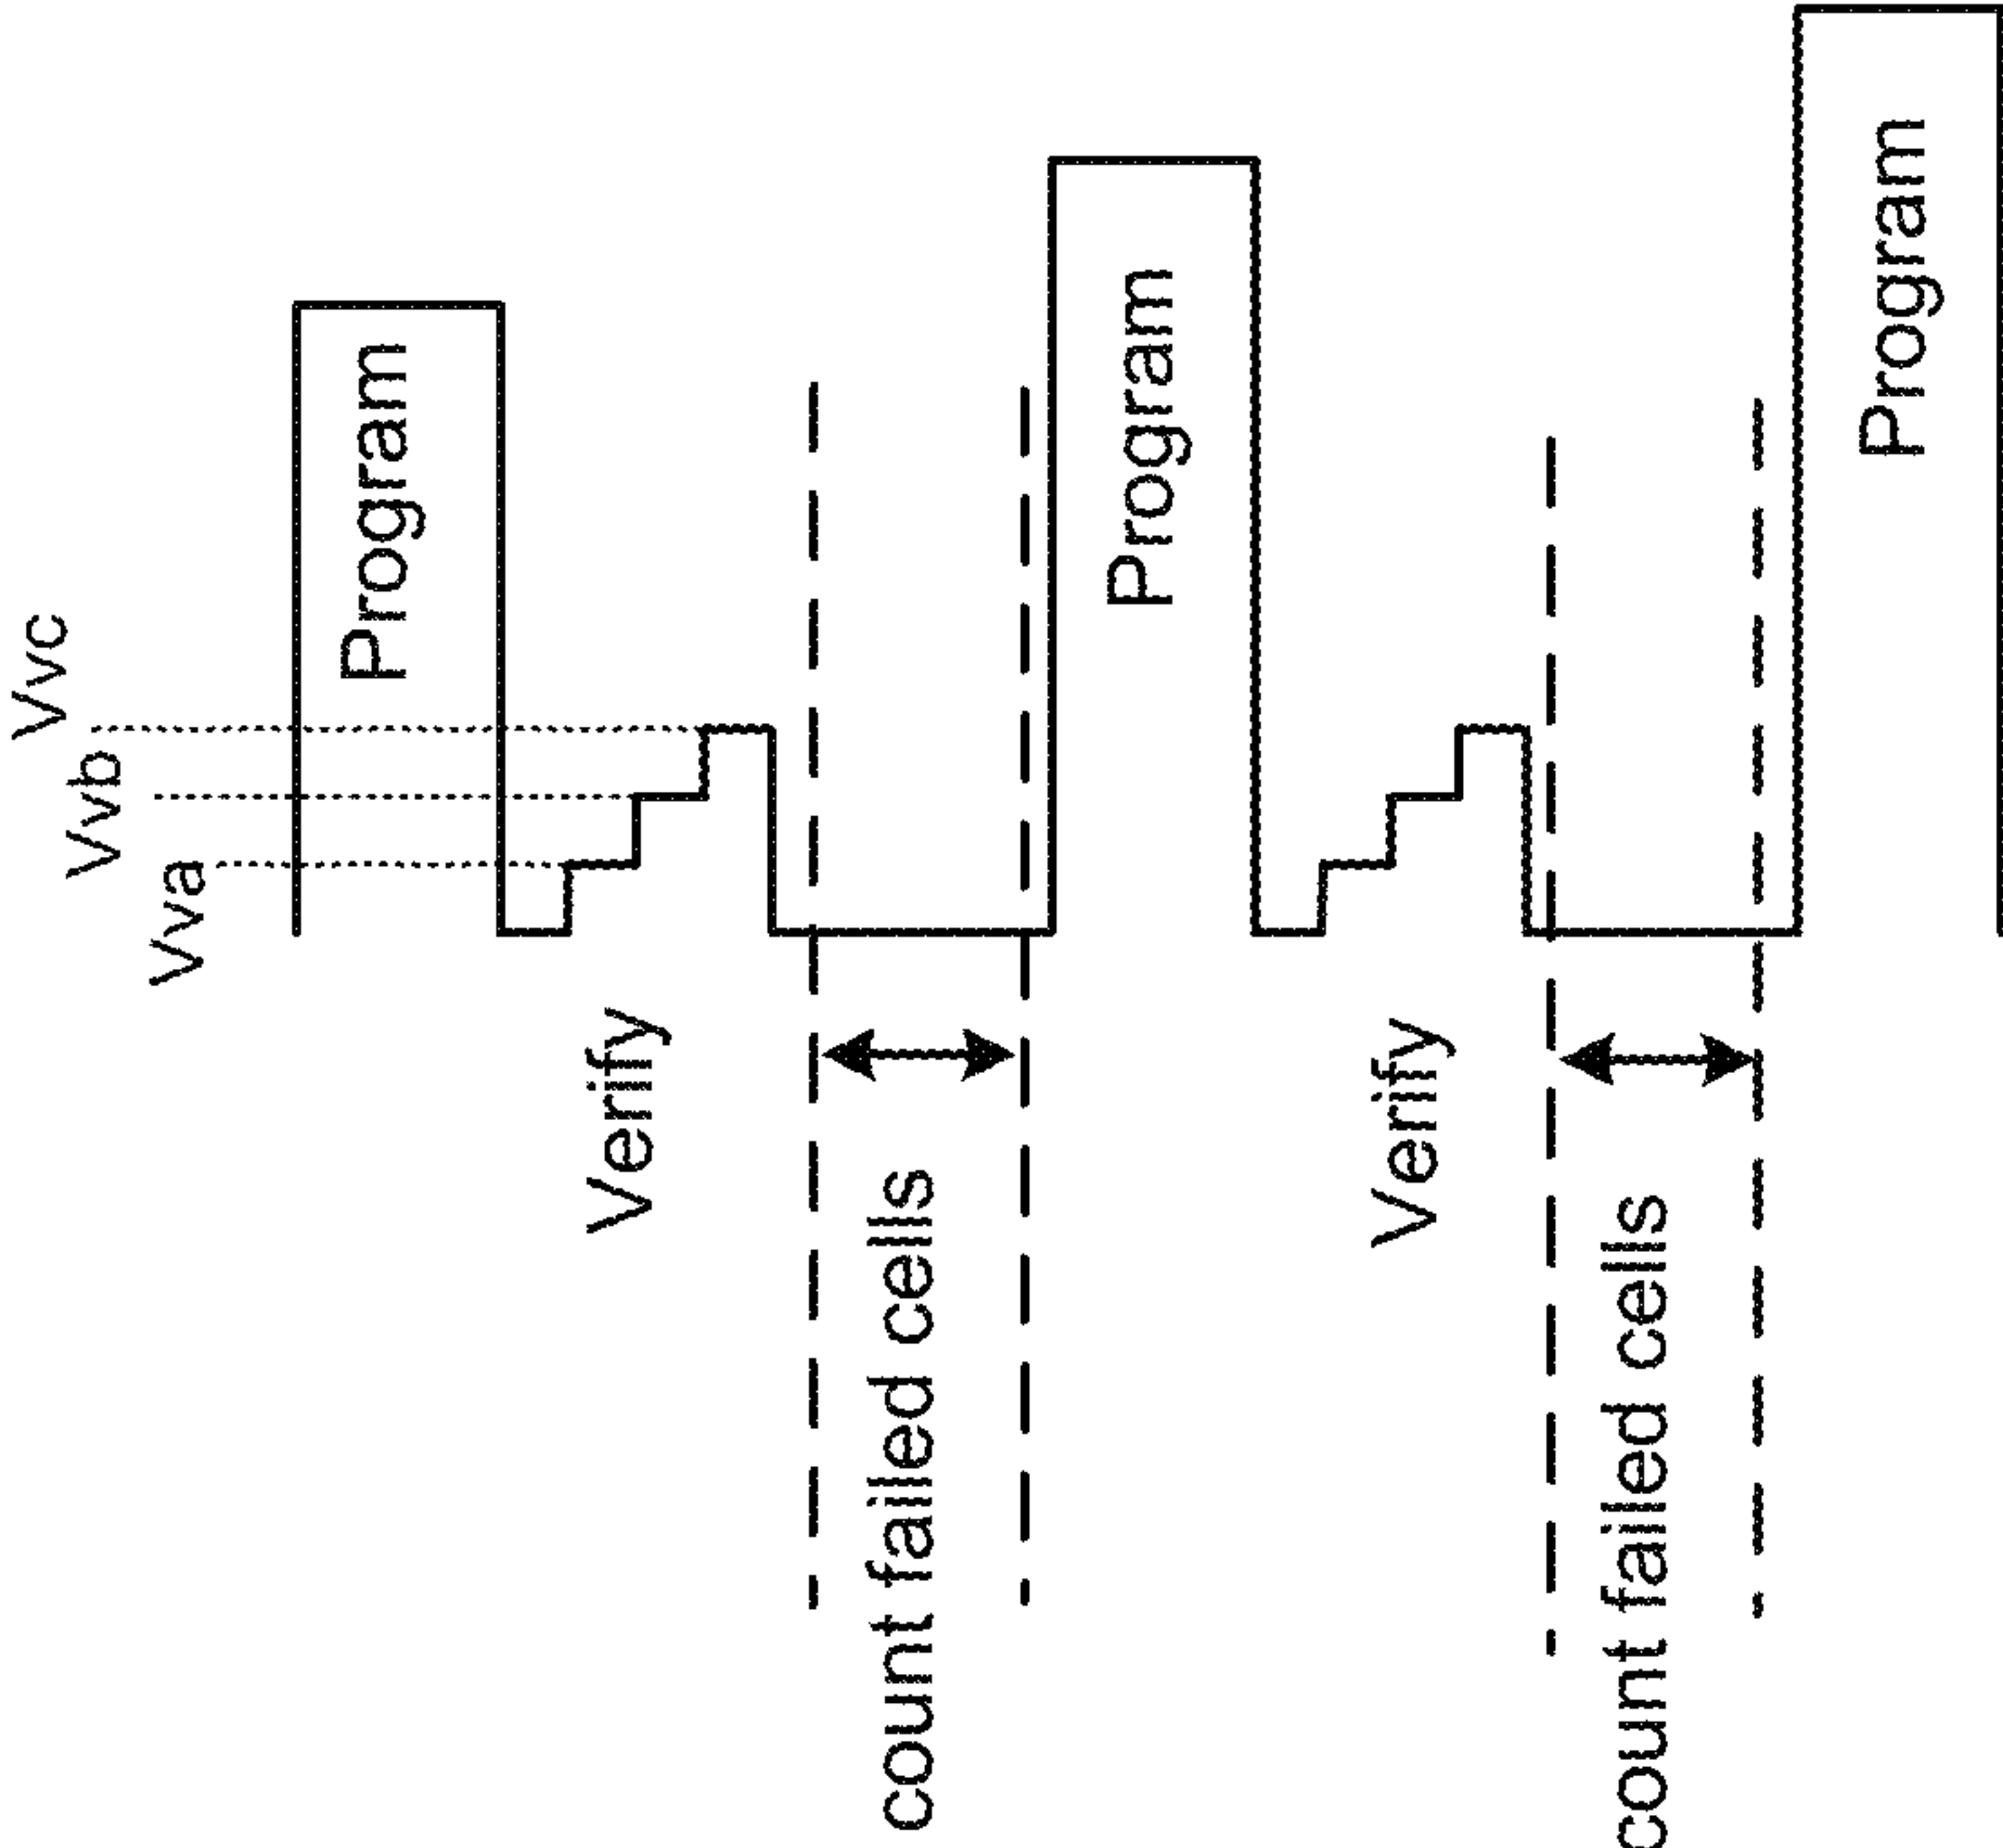 Vva
Vvb
Vvc
Program
Verify
count failed cells
Program
Verify
count failed cells
Program